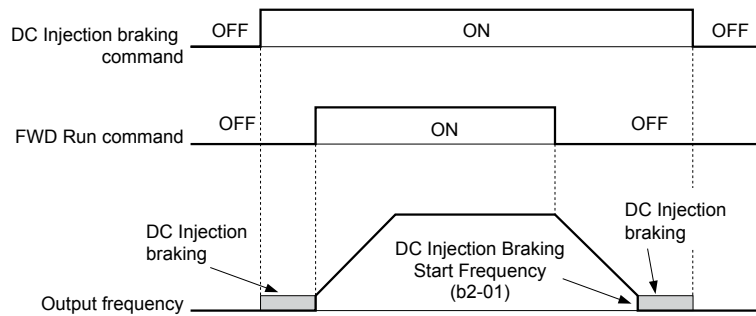 DC Injection braking
command
OFF
ON
OFF
FWD Run command
OFF
ON
OFF
DC Injection
braking
DC Injection Braking
Start Frequency
(b2-01)
DC Injection
braking
Output frequency